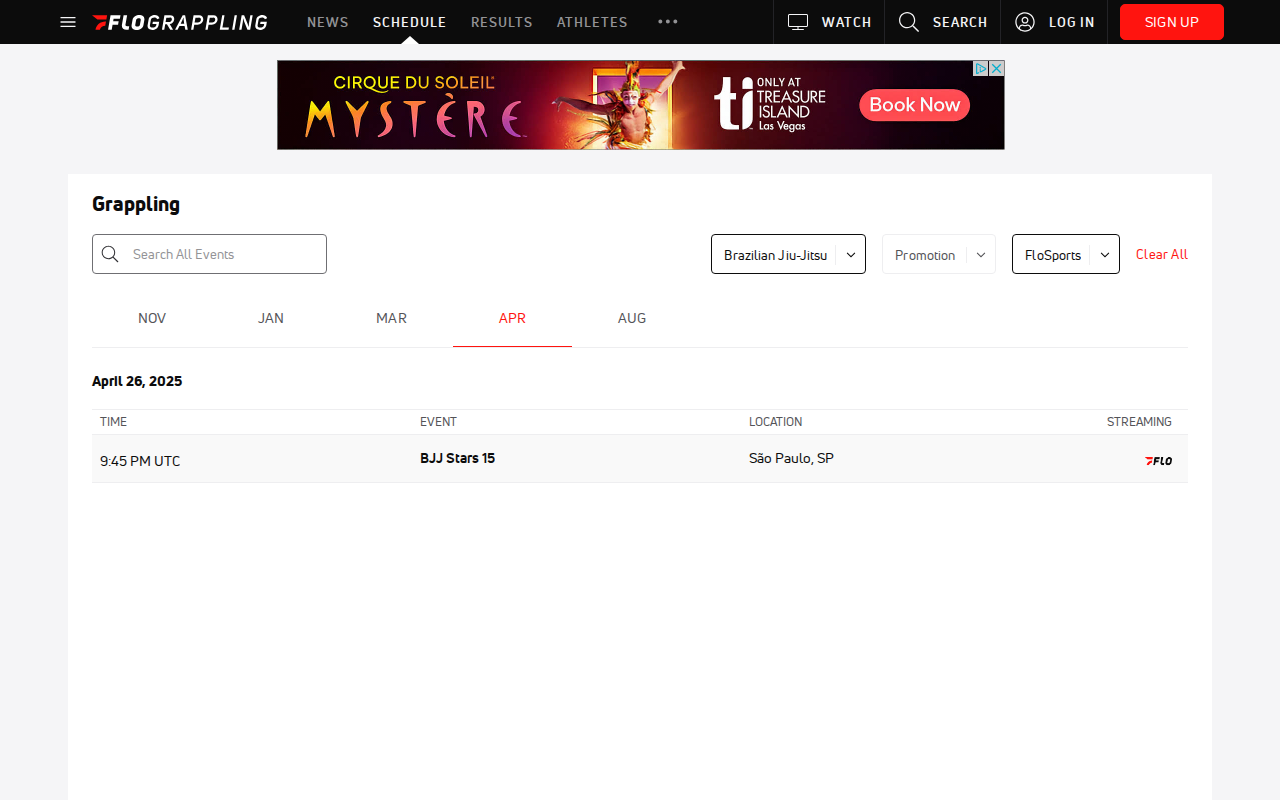 FLOGRAPPLING NEWS SCHEDULE RESULTS ATHLETES WATCH SEARCH LOG IN SIGN UP
CIRQUE DU SOLEIL
MYSTÈRE
ti ONLY AT
TREASURE
ISLAND
Las Vegas
Book Now
Grappling
Search All Events Brazilian Jiu-Jitsu Promotion FloSports Clear All
NOV JAN MAR APR AUG
April 26, 2025
TIME EVENT LOCATION STREAMING
9:45 PM UTC BJJ Stars 15 São Paulo, SP FLO